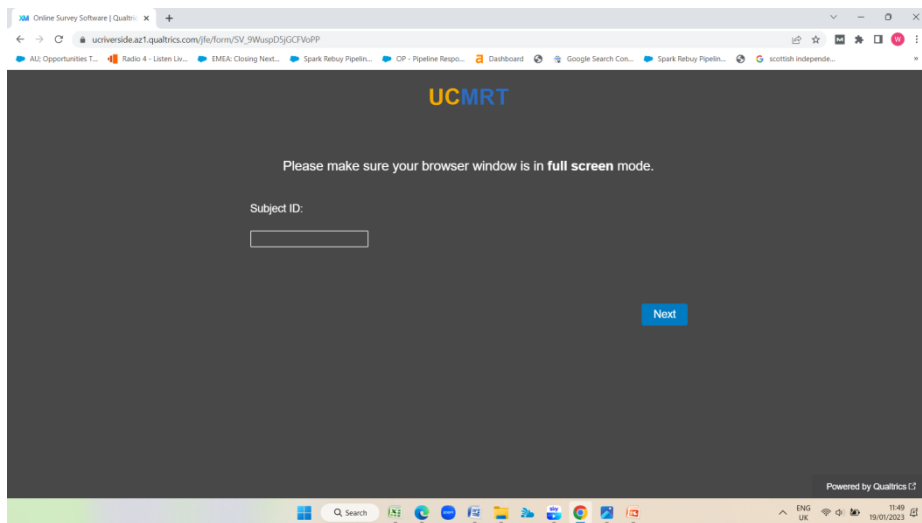 XM Online Survey Software | Qualtric × +
ucriverside.az1.qualtrics.com/jfe/form/SV_9WuspD5jGCFVoPP
AU; Opportunities T... Radio 4 - Listen Liv... EMEA: Closing Next... Spark Rebuy Pipelin... OP - Pipeline Respo... Dashboard Google Search Con... Spark Rebuy Pipelin... scottish independe... »
UCMRT
Please make sure your browser window is in full screen mode.
Subject ID:
Next
Powered by Qualtrics
Search
ENG
UK
11:49
19/01/2023